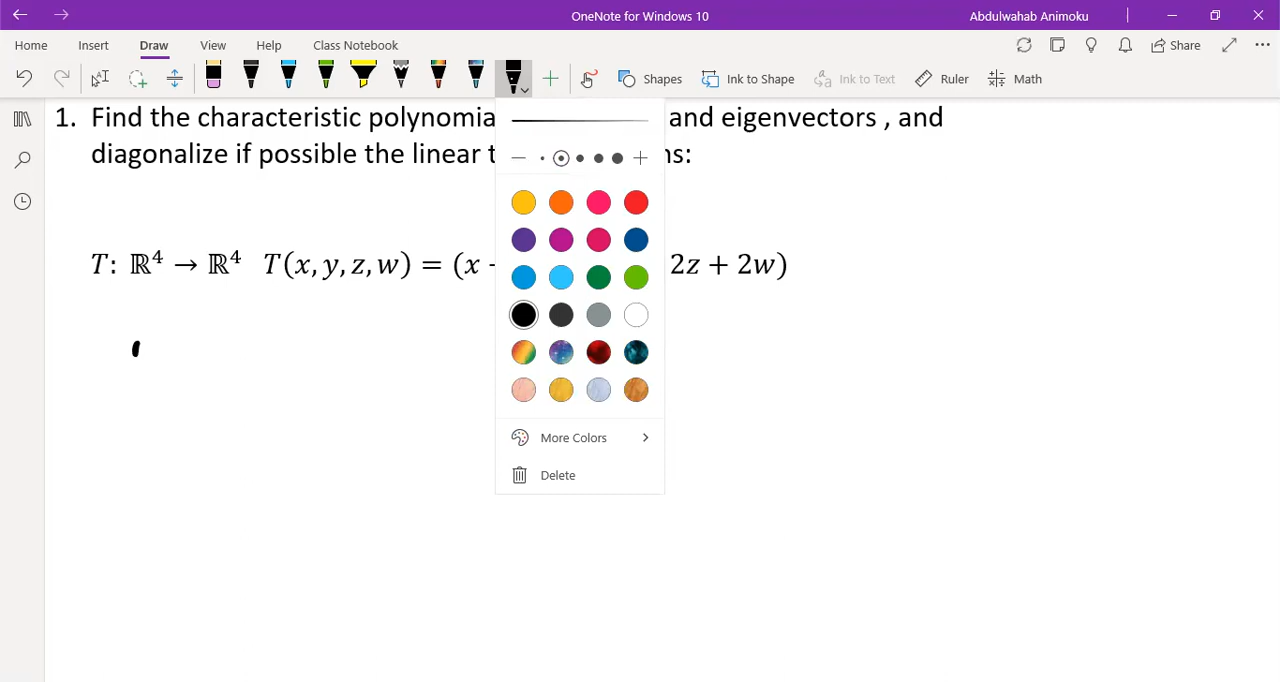 OneNote for Windows 10
Abdulwahab Animoku
Home Insert Draw View Help Class Notebook
Share
Shapes Ink to Shape Ink to Text Ruler Math
1. Find the characteristic and eigenvectors , and
diagonalize if possible the linear
T: ℝ⁴ → ℝ⁴ T(x, y, z, w) = (x 2z + 2w)
More Colors
Delete